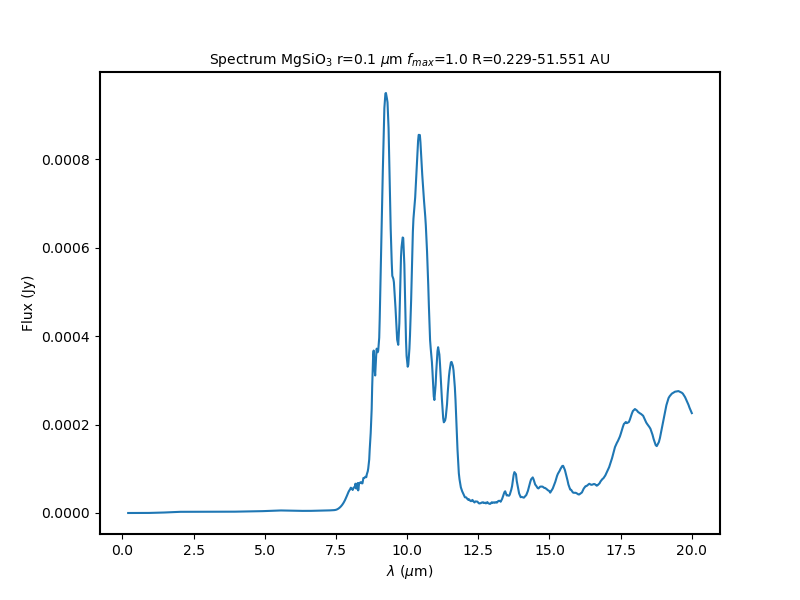 Spectrum MgSiO₃ r=0.1 μm f_max=1.0 R=0.229-51.551 AU
Flux (Jy)
0.0008
0.0006
0.0004
0.0002
0.0000
0.0 2.5 5.0 7.5 10.0 12.5 15.0 17.5 20.0
λ (μm)